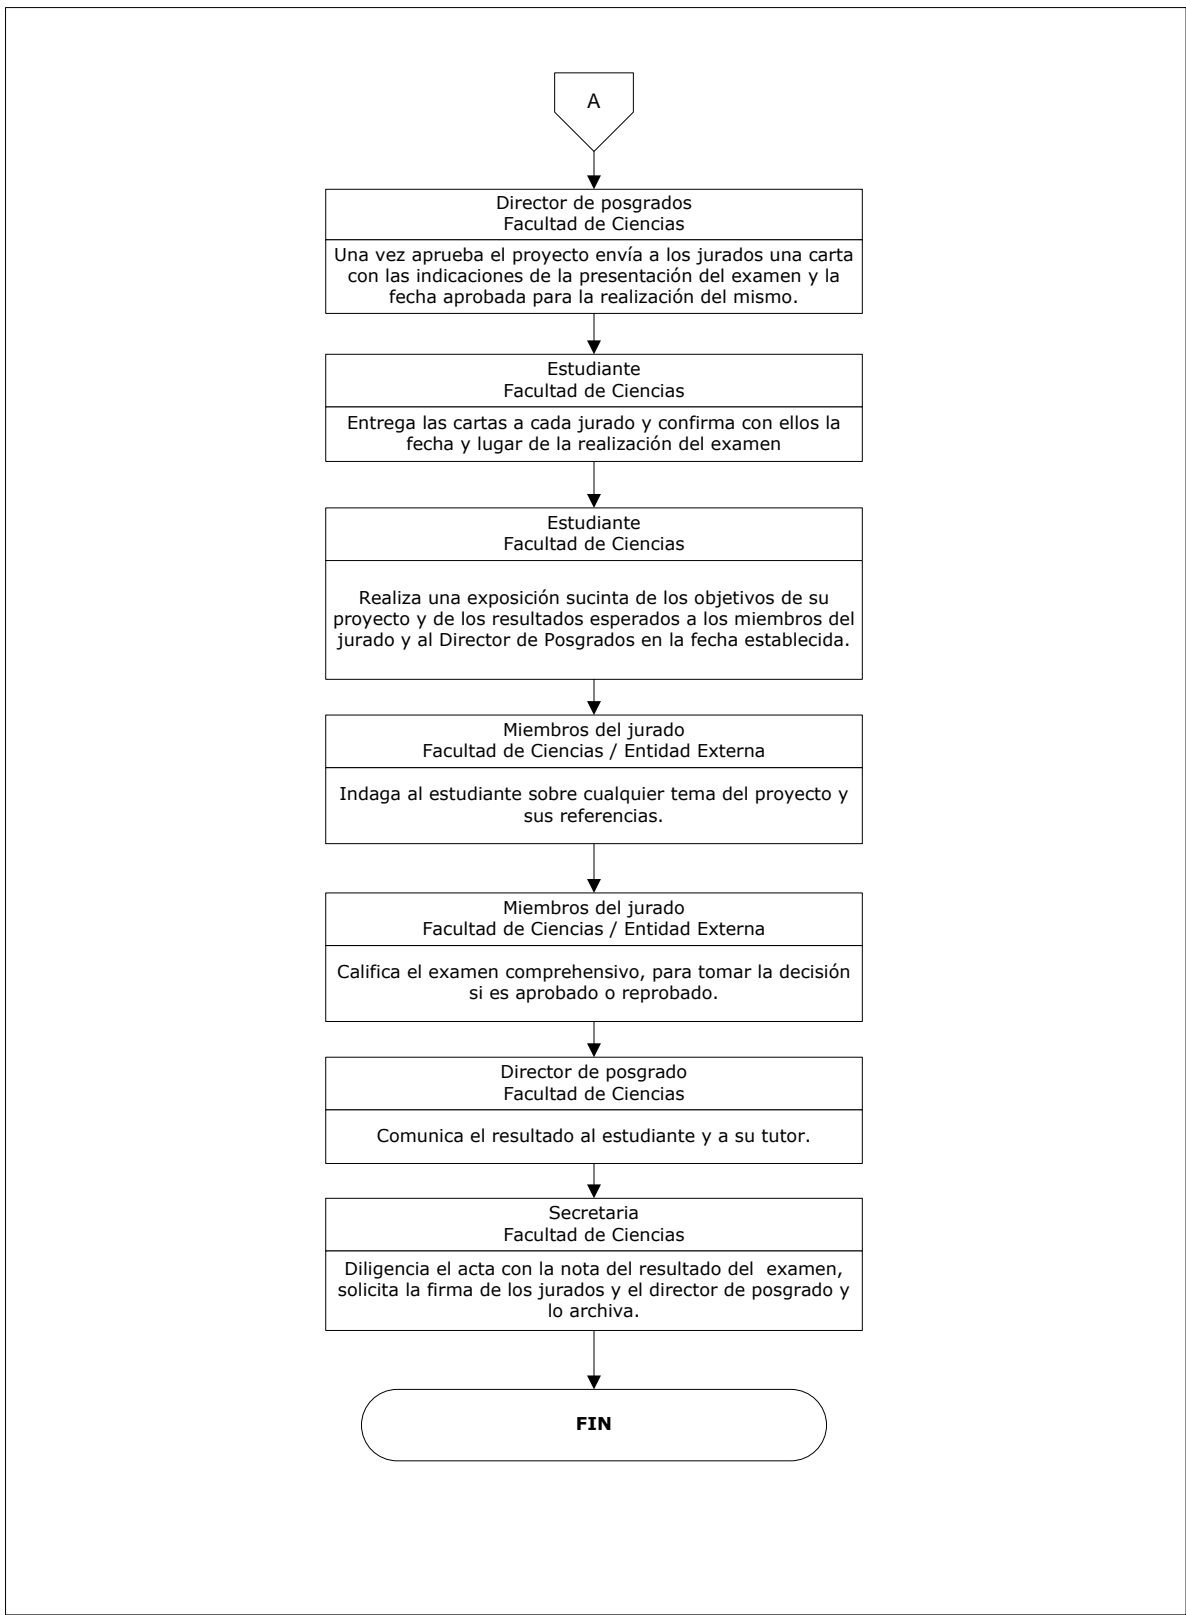 A
Director de posgrados
Facultad de Ciencias
Una vez aprueba el proyecto envía a los jurados una carta
con las indicaciones de la presentación del examen y la
fecha aprobada para la realización del mismo.
Estudiante
Facultad de Ciencias
Entrega las cartas a cada jurado y confirma con ellos la
fecha y lugar de la realización del examen
Estudiante
Facultad de Ciencias
Realiza una exposición sucinta de los objetivos de su
proyecto y de los resultados esperados a los miembros del
jurado y al Director de Posgrados en la fecha establecida.
Miembros del jurado
Facultad de Ciencias / Entidad Externa
Indaga al estudiante sobre cualquier tema del proyecto y
sus referencias.
Miembros del jurado
Facultad de Ciencias / Entidad Externa
Califica el examen comprehensivo, para tomar la decisión
si es aprobado o reprobado.
Director de posgrado
Facultad de Ciencias
Comunica el resultado al estudiante y a su tutor.
Secretaria
Facultad de Ciencias
Diligencia el acta con la nota del resultado del  examen,
solicita la firma de los jurados y el director de posgrado y
lo archiva.
FIN